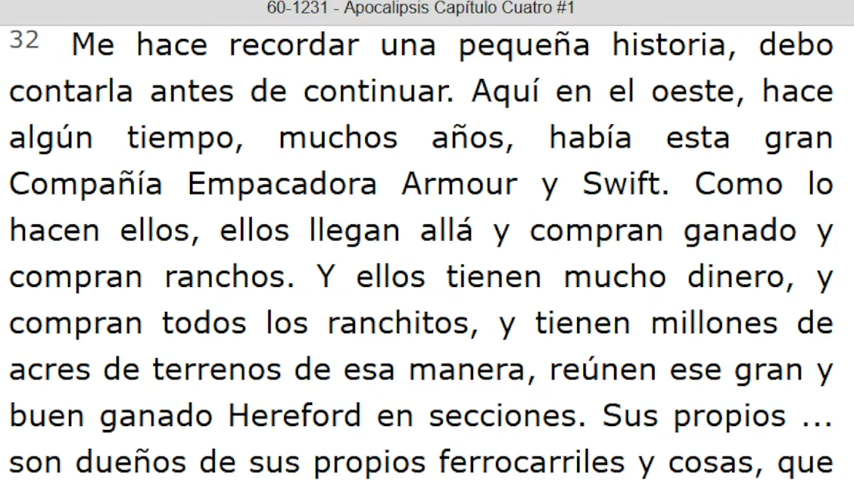 60-1231 - Apocalipsis Capítulo Cuatro #1
32 Me hace recordar una pequeña historia, debo
contarla antes de continuar. Aquí en el oeste, hace
algún tiempo, muchos años, había esta gran
Compañía Empacadora Armour y Swift. Como lo
hacen ellos, ellos llegan allá y compran ganado y
compran ranchos. Y ellos tienen mucho dinero, y
compran todos los ranchitos, y tienen millones de
acres de terrenos de esa manera, reúnen ese gran y
buen ganado Hereford en secciones. Sus propios ...
son dueños de sus propios ferrocarriles y cosas, que